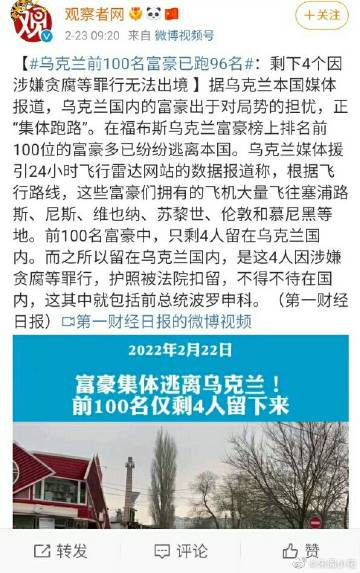 观察者网
+关注
2-23 09:20 来自 微博视频号
#乌克兰前100名富豪已跑96名#：剩下4个因
涉嫌贪腐等罪行无法出境 】据乌克兰本国媒体
报道，乌克兰国内的富豪出于对局势的担忧，正
“集体跑路”。在福布斯乌克兰富豪榜上排名前
100位的富豪多已纷纷逃离本国。乌克兰媒体援
引24小时飞行雷达网站的数据报道称，根据飞
行路线，这些富豪们拥有的飞机大量飞往塞浦路
斯、尼斯、维也纳、苏黎世、伦敦和慕尼黑等
地。前100名富豪中，只剩4人留在乌克兰国
内。而之所以留在乌克兰国内，是这4人因涉嫌
贪腐等罪行，护照被法院扣留，不得不待在国
内，这其中就包括前总统波罗申科。（第一财经
日报）第一财经日报的微博视频
2022年2月22日
富豪集体逃离乌克兰！
前100名仅剩4人留下来
转发
评论
赞